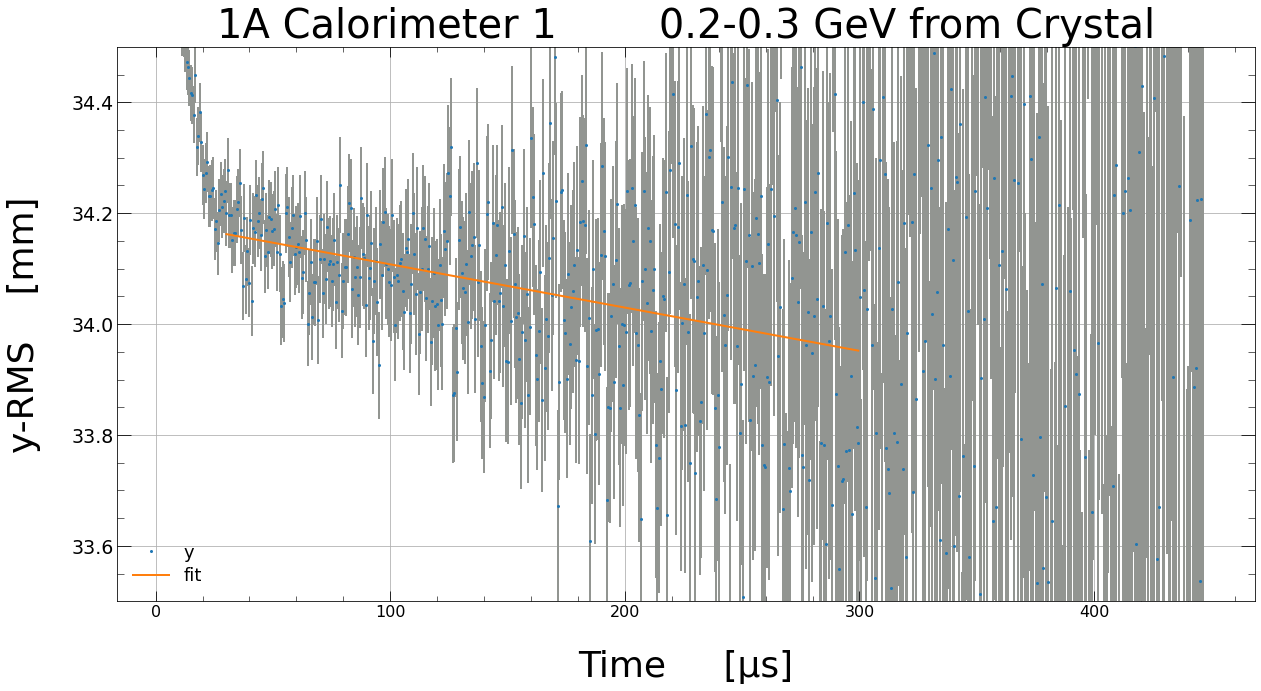 1A Calorimeter 1 0.2-0.3 GeV from Crystal
y-RMS [mm]
34.4
34.2
34.0
33.8
33.6
y
fit
0 100 200 300 400
Time [µs]